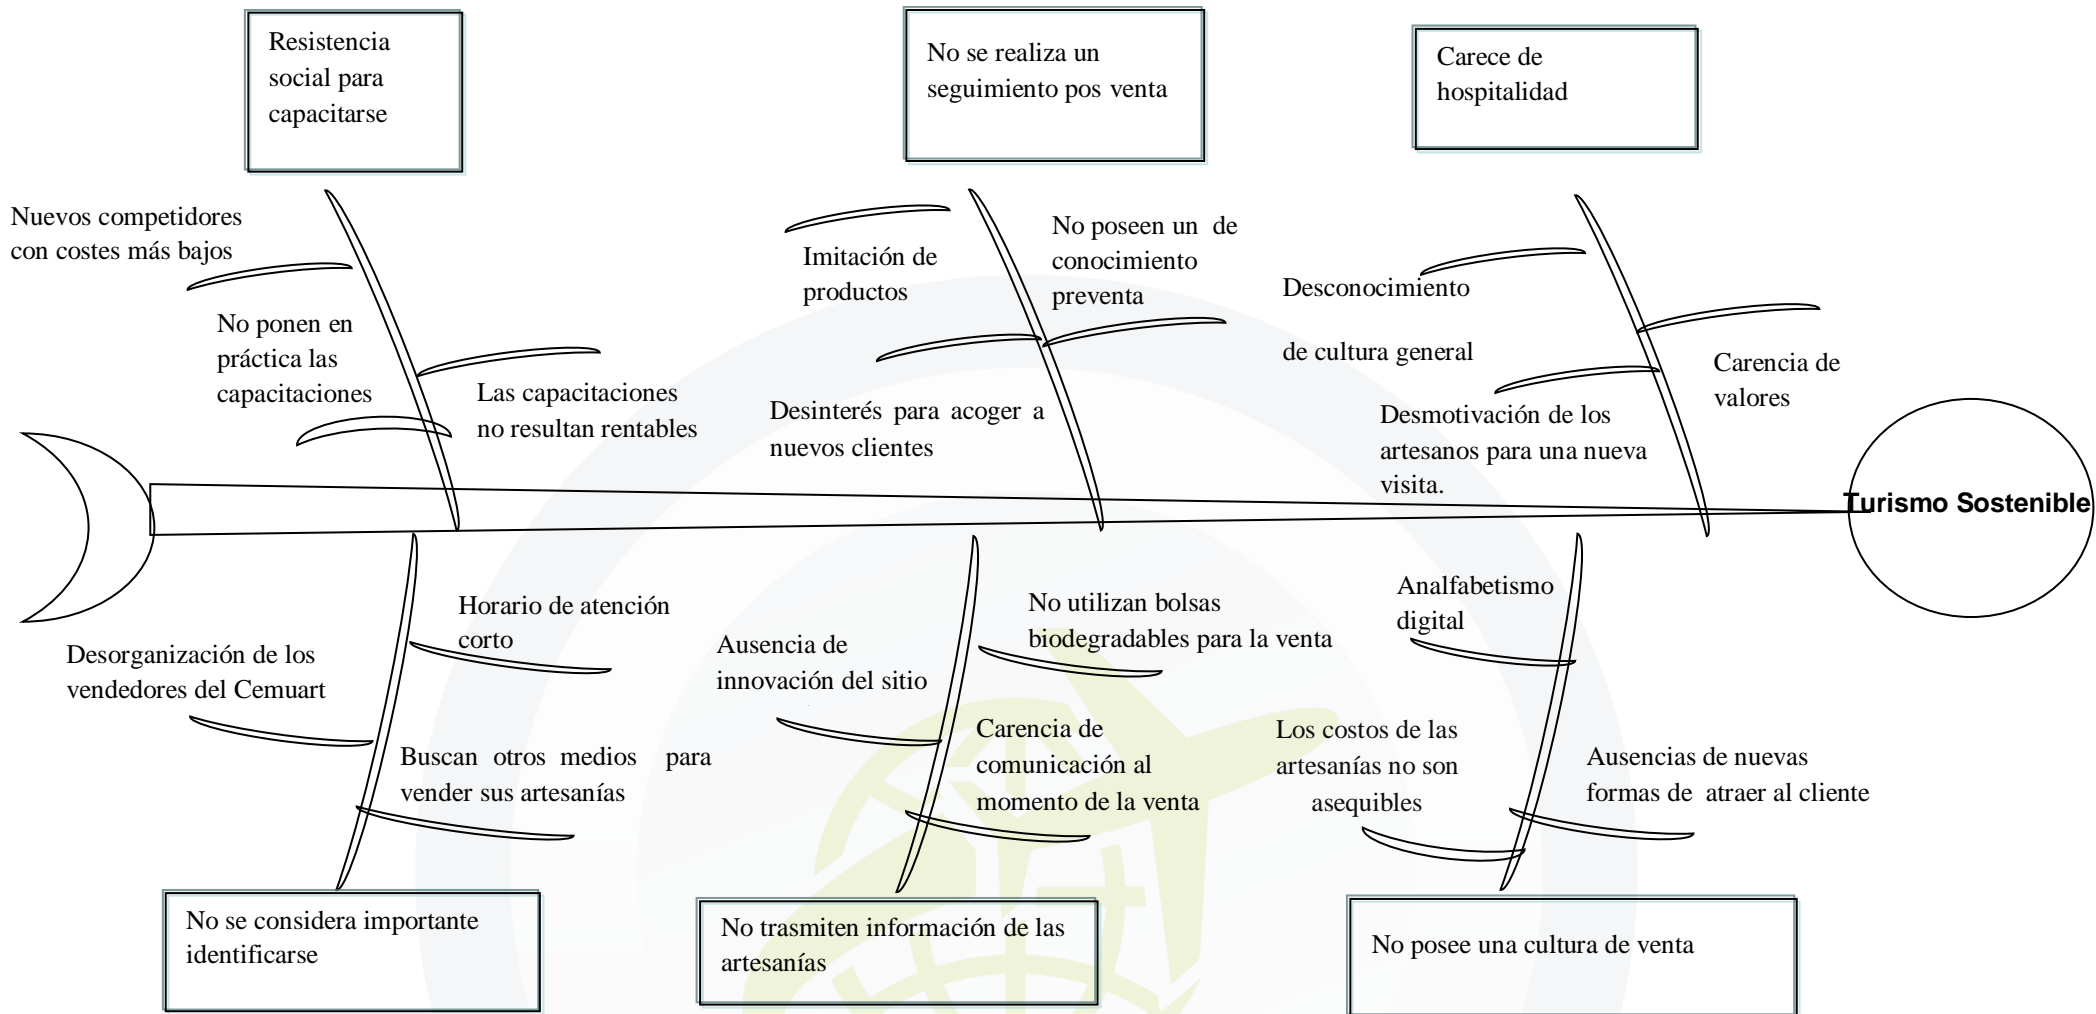 Resistencia
social para
capacitarse
No se realiza un
seguimiento pos venta
Carece de
hospitalidad
Nuevos competidores
con costes más bajos
No ponen en
práctica las
capacitaciones
Las capacitaciones
no resultan rentables
Imitación de
productos
No poseen un de
conocimiento
preventa
Desinterés para acoger a
nuevos clientes
Desconocimiento
de cultura general
Carencia de
valores
Desmotivación de los
artesanos para una nueva
visita.
Turismo Sostenible
Horario de atención
corto
Desorganización de los
vendedores del Cemuart
Buscan otros medios para
vender sus artesanías
No utilizan bolsas
biodegradables para la venta
Ausencia de
innovación del sitio
Carencia de
comunicación al
momento de la venta
Analfabetismo
digital
Los costos de las
artesanías no son
asequibles
Ausencias de nuevas
formas de atraer al cliente
No se considera importante
identificarse
No trasmiten información de las
artesanías
No posee una cultura de venta